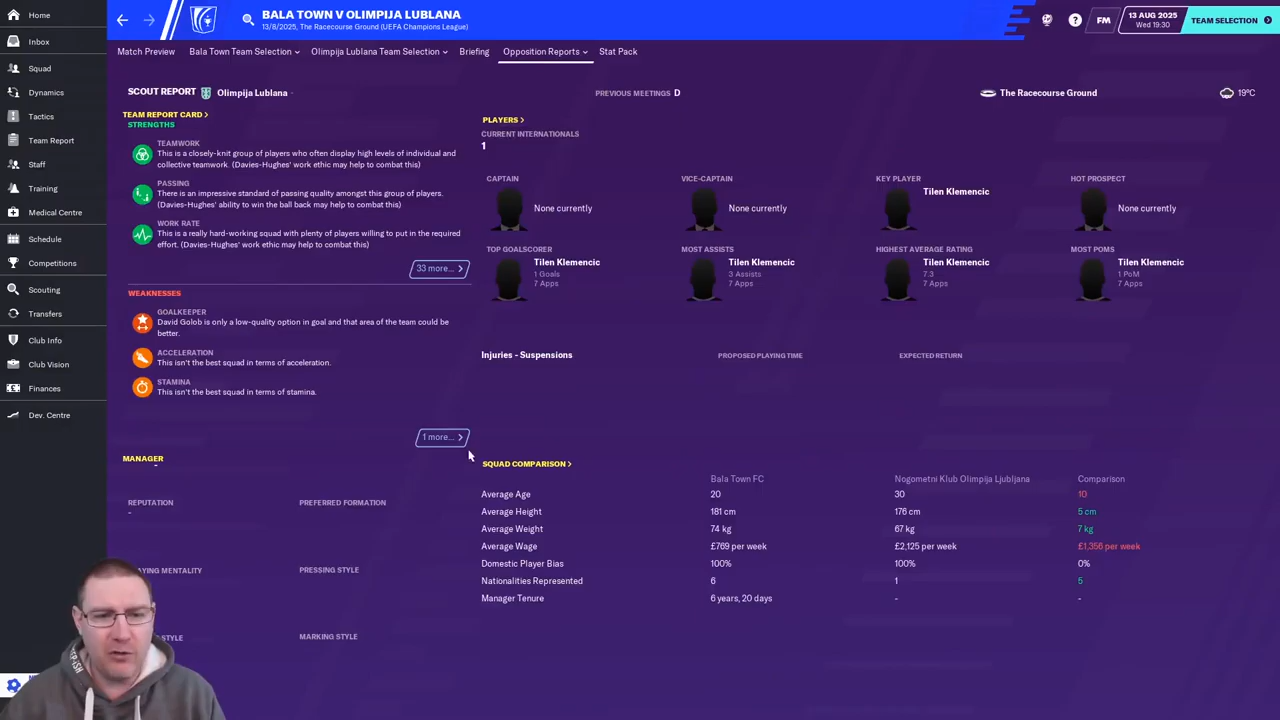 BALA TOWN V OLIMPIJA LUBLANA
13/8/2025, The Racecourse Ground (UEFA Champions League)
FM
13 AUG 2025
Wed 19:30
TEAM SELECTION
Home
Inbox
Squad
Dynamics
Tactics
Team Report
Staff
Training
Medical Centre
Schedule
Competitions
Scouting
Transfers
Club Info
Club Vision
Finances
Dev. Centre
Match Preview
Bala Town Team Selection
Olimpija Lublana Team Selection
Briefing
Opposition Reports
Stat Pack
SCOUT REPORT Olimpija Lublana -
PREVIOUS MEETINGS D
The Racecourse Ground
19°C
TEAM REPORT CARD >
STRENGTHS
TEAMWORK
This is a closely-knit group of players who often display high levels of individual and
collective teamwork. (Davies-Hughes' work ethic may help to combat this)
PASSING
There is an impressive standard of passing quality amongst this group of players.
(Davies-Hughes' ability to win the ball back may help to combat this)
WORK RATE
This is a really hard-working squad with plenty of players willing to put in the required
effort. (Davies-Hughes' work ethic may help to combat this)
33 more... >
WEAKNESSES
GOALKEEPER
David Golob is only a low-quality option in goal and that area of the team could be
better.
ACCELERATION
This isn't the best squad in terms of acceleration.
STAMINA
This isn't the best squad in terms of stamina.
1 more... >
MANAGER
-
REPUTATION
-
PREFERRED FORMATION
PLAYING MENTALITY
PRESSING STYLE
STYLE
MARKING STYLE
PLAYERS >
CURRENT INTERNATIONALS
1
CAPTAIN
None currently
VICE-CAPTAIN
None currently
KEY PLAYER
Tilen Klemencic
HOT PROSPECT
None currently
TOP GOALSCORER
Tilen Klemencic
1 Goals
7 Apps
MOST ASSISTS
Tilen Klemencic
3 Assists
7 Apps
HIGHEST AVERAGE RATING
Tilen Klemencic
7.3
7 Apps
MOST POMS
Tilen Klemencic
1 PoM
7 Apps
Injuries - Suspensions PROPOSED PLAYING TIME EXPECTED RETURN
SQUAD COMPARISON >
Bala Town FC Nogometni Klub Olimpija Ljubljana Comparison
Average Age 20 30 10
Average Height 181 cm 176 cm 5 cm
Average Weight 74 kg 67 kg 7 kg
Average Wage £769 per week £2,125 per week £1,356 per week
Domestic Player Bias 100% 100% 0%
Nationalities Represented 6 1 5
Manager Tenure 6 years, 20 days - -